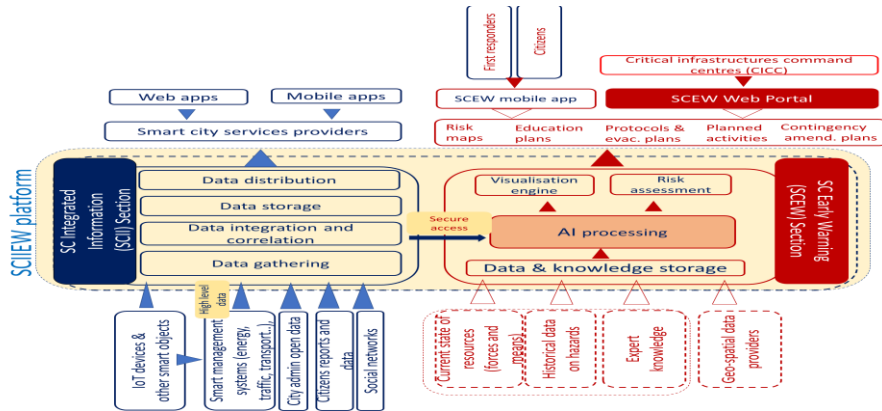 First responders
Citizens
Critical infrastructures command
centres (CICC)
Web apps
Mobile apps
SCEW mobile app
SCEW Web Portal
Smart city services providers
Risk
maps
Education
plans
Protocols &
evac. plans
Planned
activities
Contingency
amend. plans
SCIIEW platform
SC Integrated
Information
(SCII) Section
Data distribution
Data storage
Data integration and
correlation
Data gathering
Secure
access
Visualisation
engine
Risk
assessment
AI processing
Data & knowledge storage
SC Early Warning
(SCEW) Section
High level
data
IoT devices &
other smart objects
Smart management
systems (energy,
traffic, transport..),
City admin open data
Citizens reports and
data
Social networks
Current state of
resources
(forces and
means)
Historical data
on hazards
Expert
knowledge
Geo-spatial data
providers